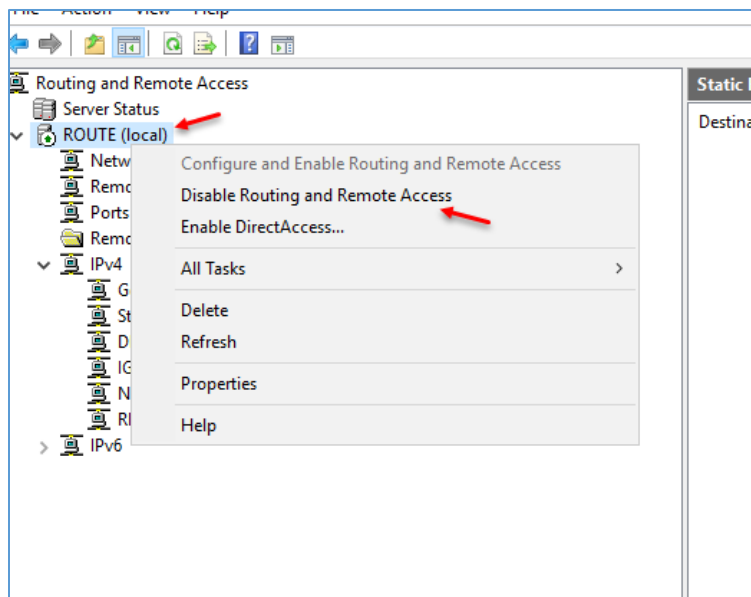 File Action View Help
Routing and Remote Access
Server Status
ROUTE (local)
Netw
Remo
Ports
Remo
IPv4
G
St
D
IG
N
RI
IPv6
Configure and Enable Routing and Remote Access
Disable Routing and Remote Access
Enable DirectAccess...
All Tasks
Delete
Refresh
Properties
Help
Static
Destina